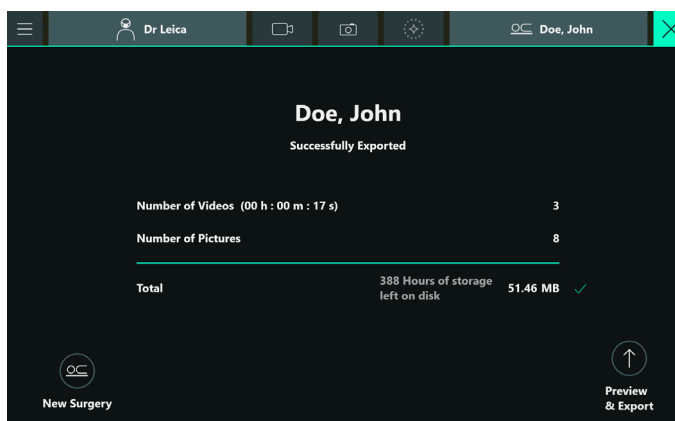 Dr Leica
Doe, John
Doe, John
Successfully Exported
Number of Videos (00 h : 00 m : 17 s) 3
Number of Pictures 8
Total 388 Hours of storage left on disk 51.46 MB
New Surgery
Preview
& Export